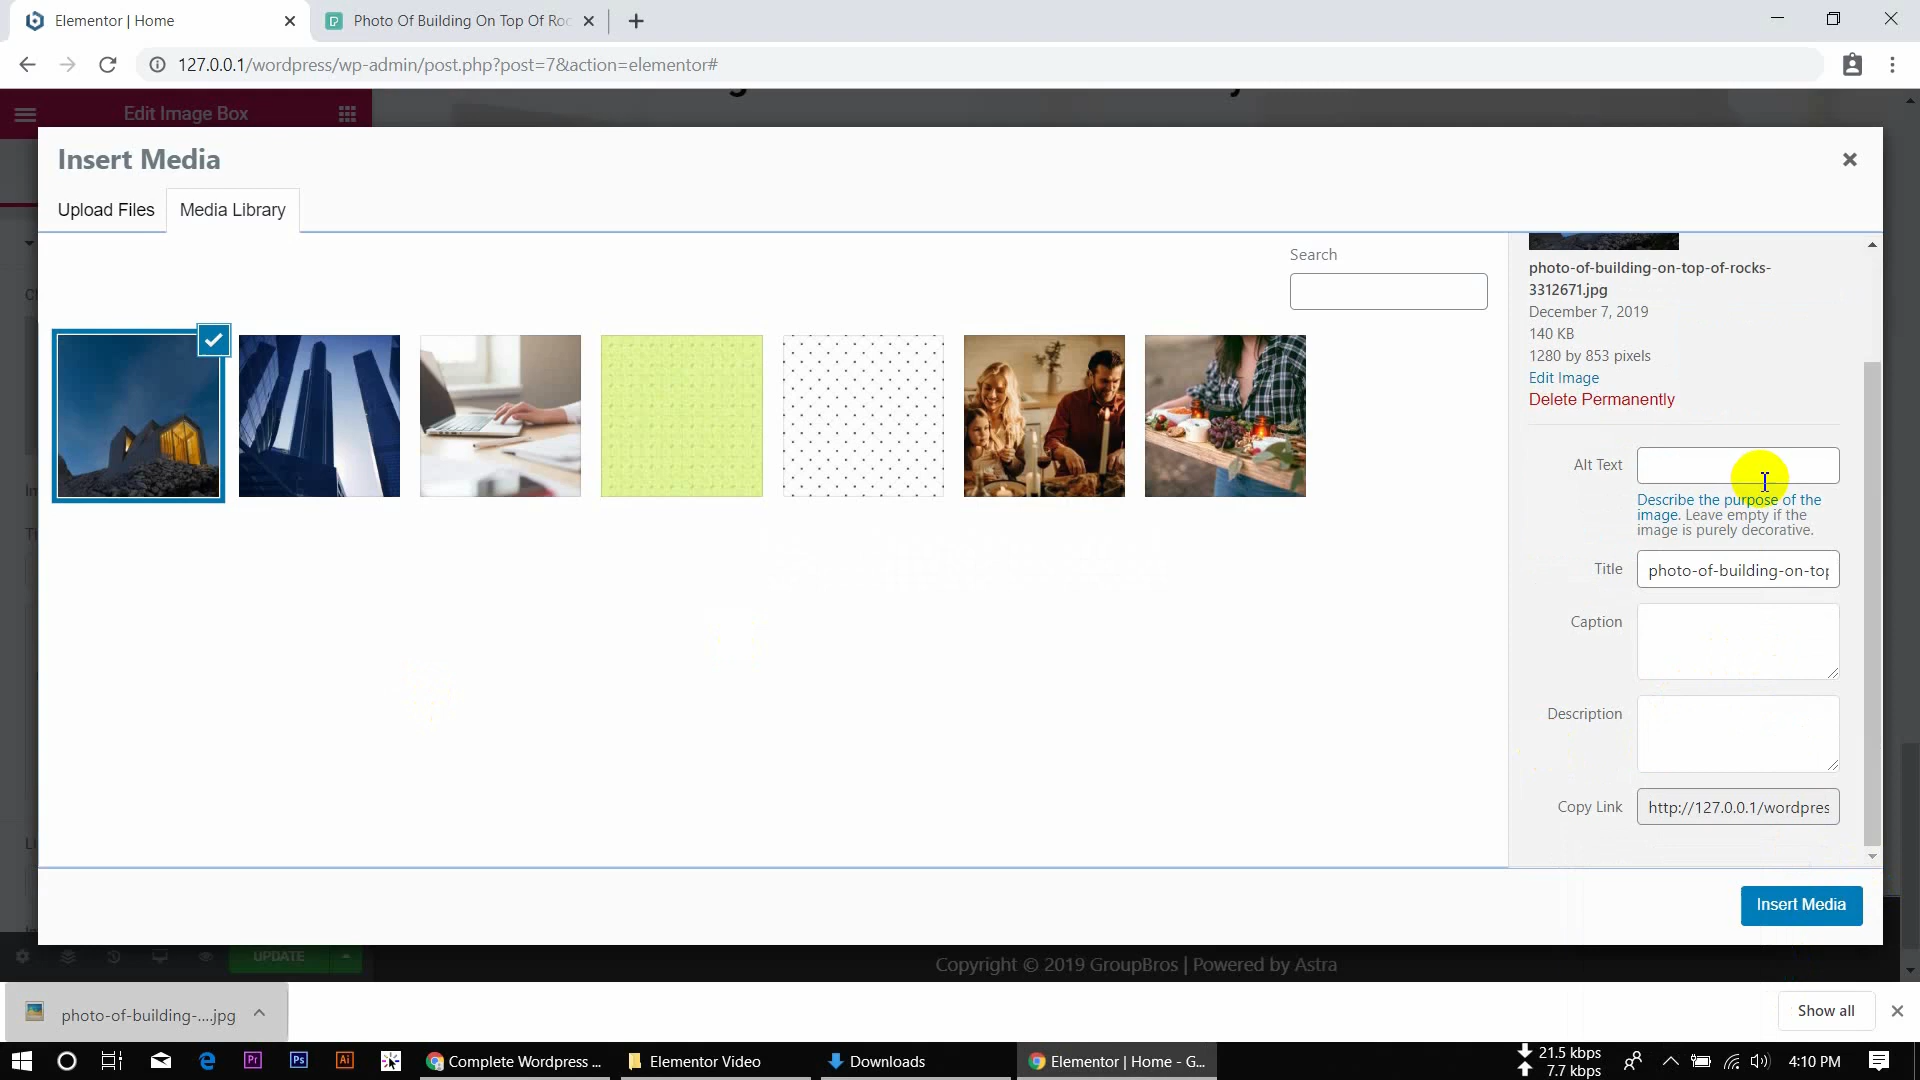 Elementor | Home
Photo Of Building On Top Of Roc
127.0.0.1/wordpress/wp-admin/post.php?post=7&action=elementor#
Edit Image Box
Insert Media
Upload Files
Media Library
Search
photo-of-building-on-top-of-rocks-
3312671.jpg
December 7, 2019
140 KB
1280 by 853 pixels
Edit Image
Delete Permanently
Alt Text
Describe the purpose of the
image. Leave empty if the
image is purely decorative.
Title
photo-of-building-on-top
Caption
Description
Copy Link
http://127.0.0.1/wordpres
Insert Media
UPDATE
Copyright © 2019 GroupBros | Powered by Astra
photo-of-building-....jpg
Show all
Pr
Ps
Ai
Complete Wordpress ...
Elementor Video
Downloads
Elementor | Home - G...
21.5 kbps
7.7 kbps
4:10 PM